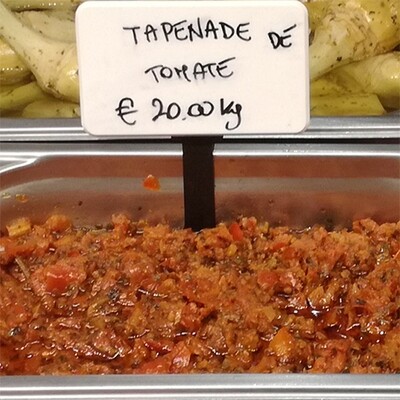 TAPENADE DE
TOMATE
€ 20.00 kg